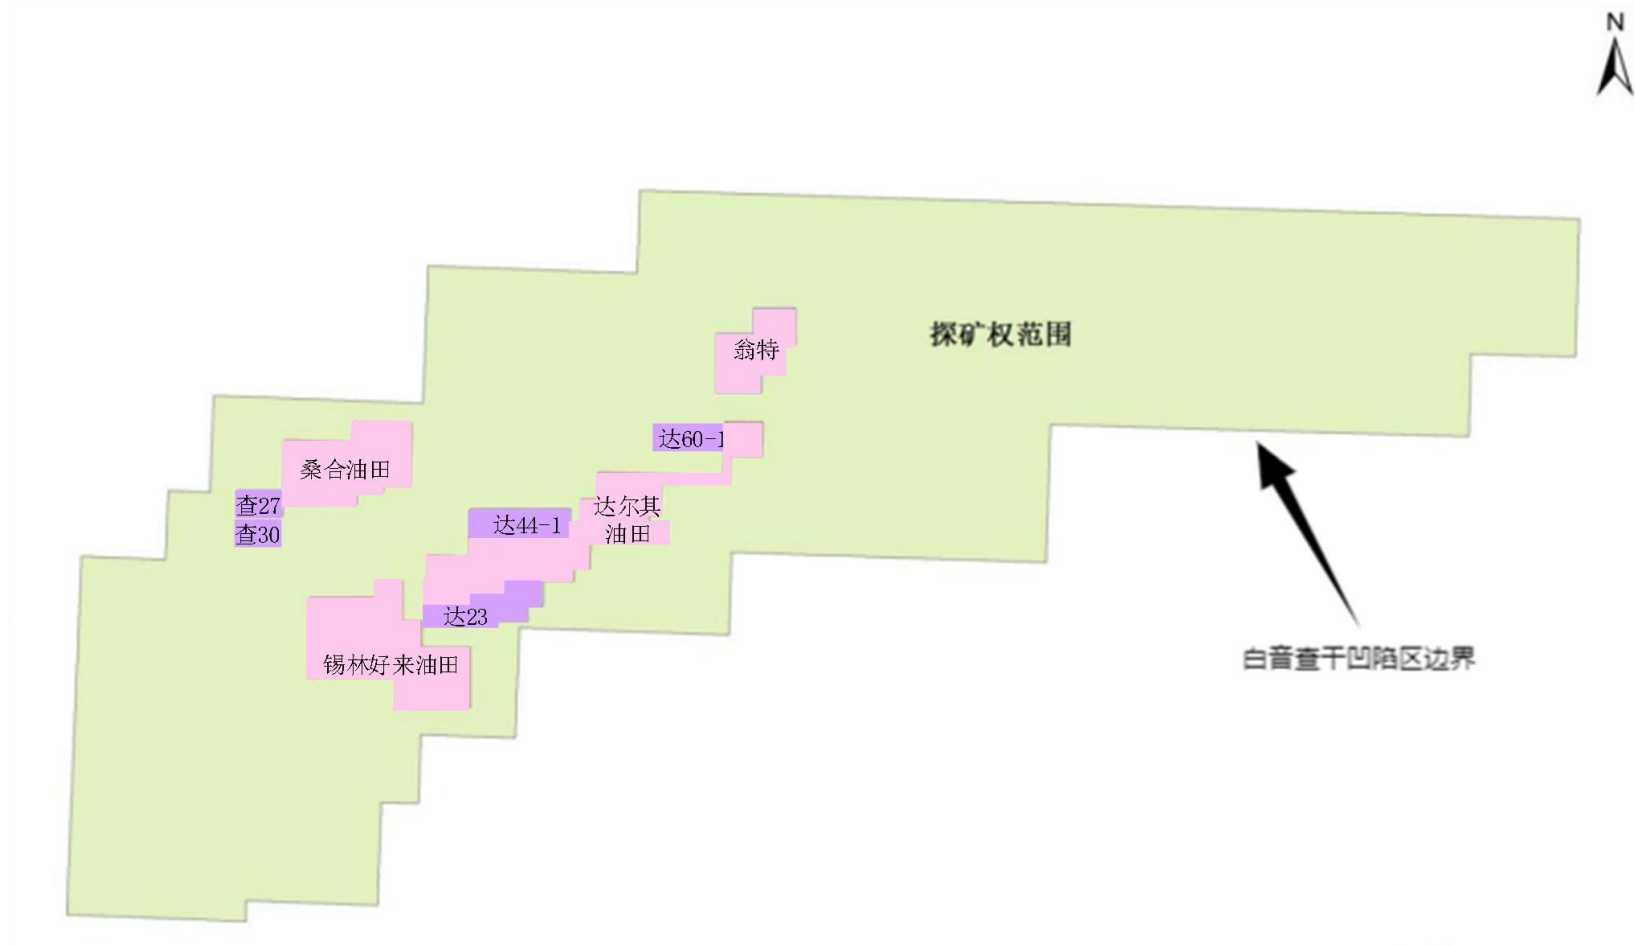 N
探矿权范围
翁特
达60-1
桑合油田
查27
查30
达尔其
油田
达44-1
达23
锡林好来油田
白音查干凹陷区边界